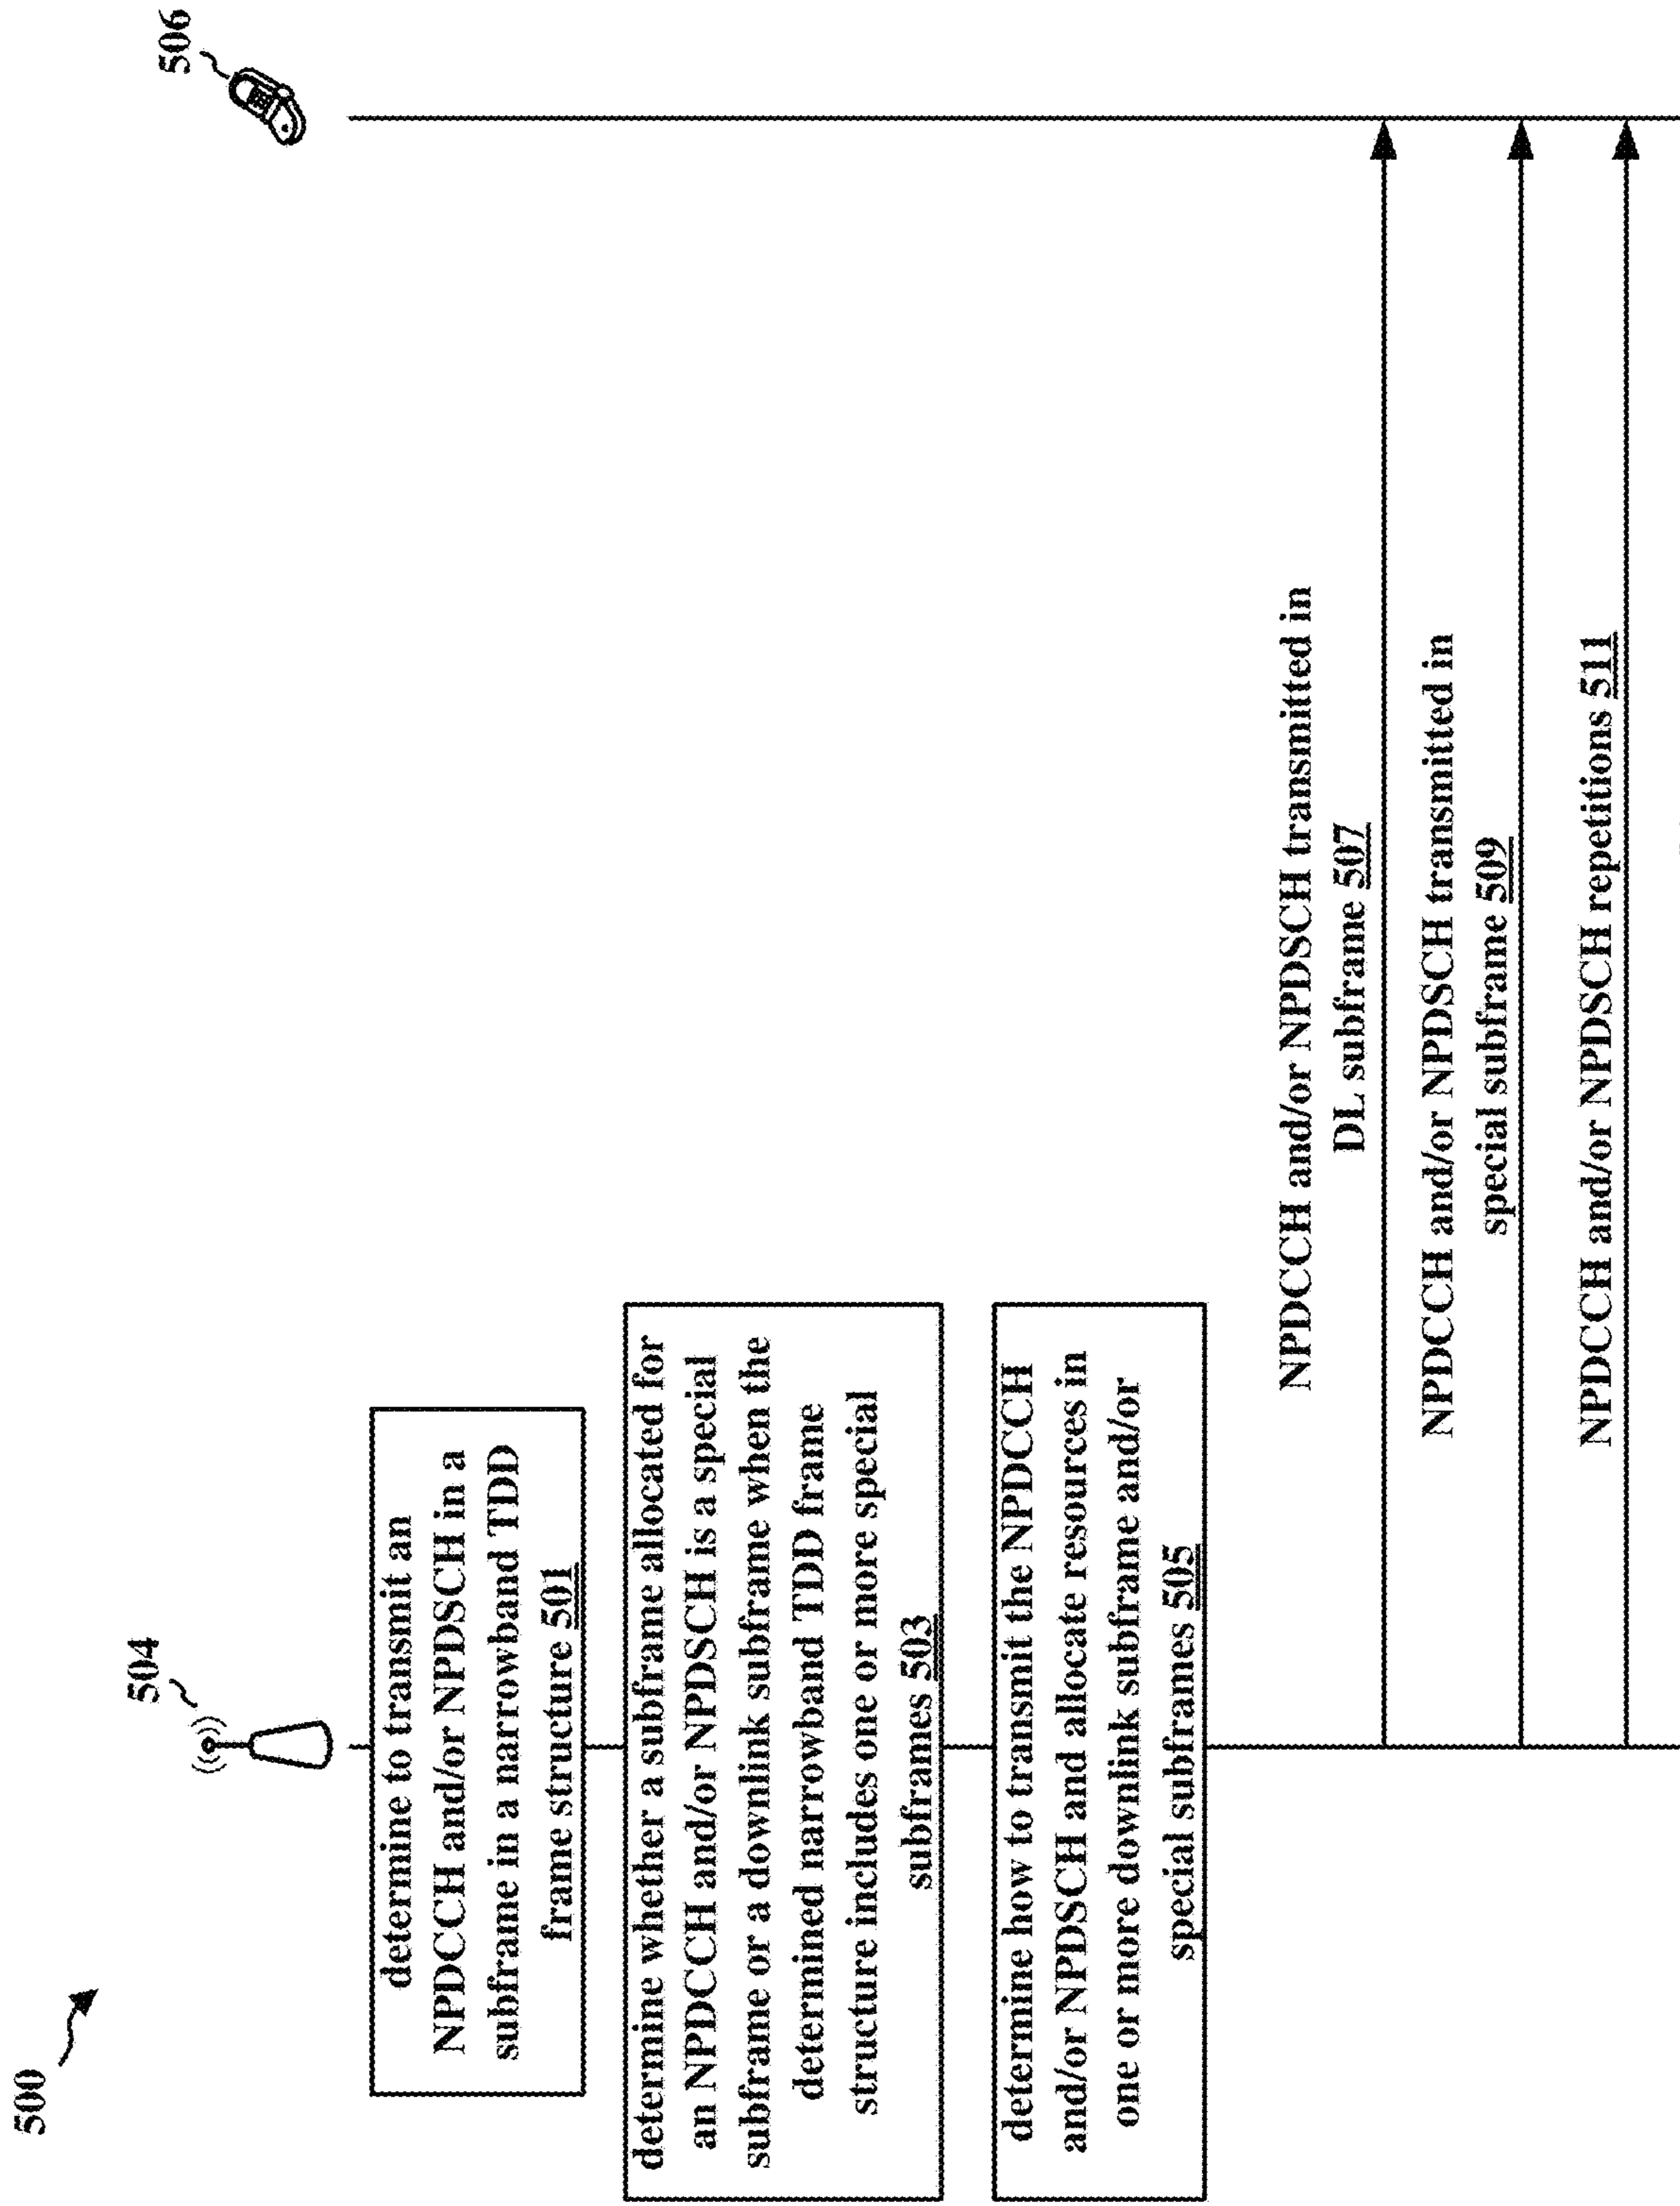 500
504
506
determine to transmit an
NPDCCH and/or NPDSCH in a
subframe in a narrowband TDD
frame structure 501
determine whether a subframe allocated for
an NPDCCH and/or NPDSCH is a special
subframe or a downlink subframe when the
determined narrowband TDD frame
structure includes one or more special
subframes 503
determine how to transmit the NPDCCH
and/or NPDSCH and allocate resources in
one or more downlink subframe and/or
special subframes 505
NPDCCH and/or NPDSCH transmitted in
DL subframe 507
NPDCCH and/or NPDSCH transmitted in
special subframe 509
NPDCCH and/or NPDSCH repetitions 511